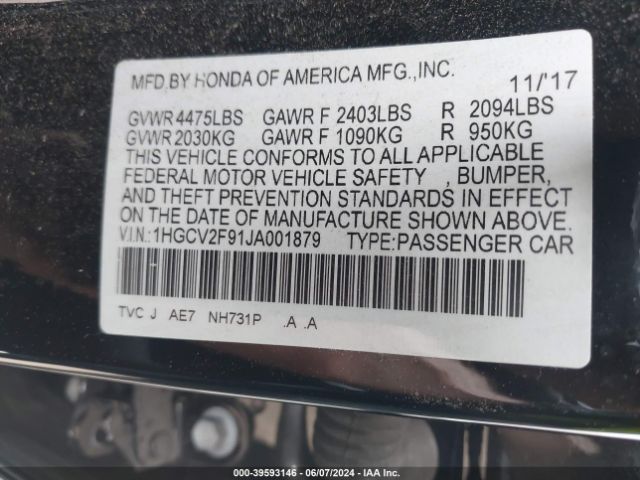 MFD.BY HONDA OF AMERICA MFG.,INC. 11/'17
GVWR 4475LBS GAWR F 2403LBS R 2094LBS
GVWR 2030KG GAWR F 1090KG R 950KG
THIS VEHICLE CONFORMS TO ALL APPLICABLE
FEDERAL MOTOR VEHICLE SAFETY , BUMPER,
AND THEFT PREVENTION STANDARDS IN EFFECT
ON THE DATE OF MANUFACTURE SHOWN ABOVE.
V.I.N.:1HGCV2F91JA001879 TYPE:PASSENGER CAR
TVC J AE7 NH731P .A .A
000-39593146 | 06/07/2024 | IAA Inc.